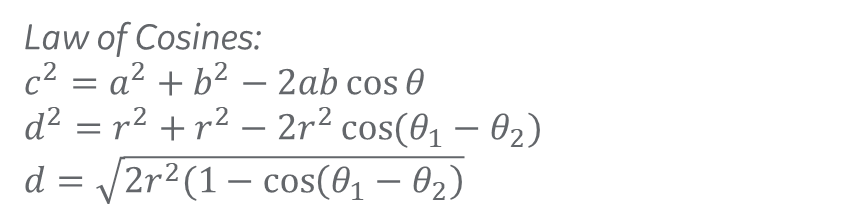 Law of Cosines:
c² = a² + b² − 2ab cos θ
d² = r² + r² − 2r² cos(θ₁ − θ₂)
d = √2r²(1 − cos(θ₁ − θ₂)